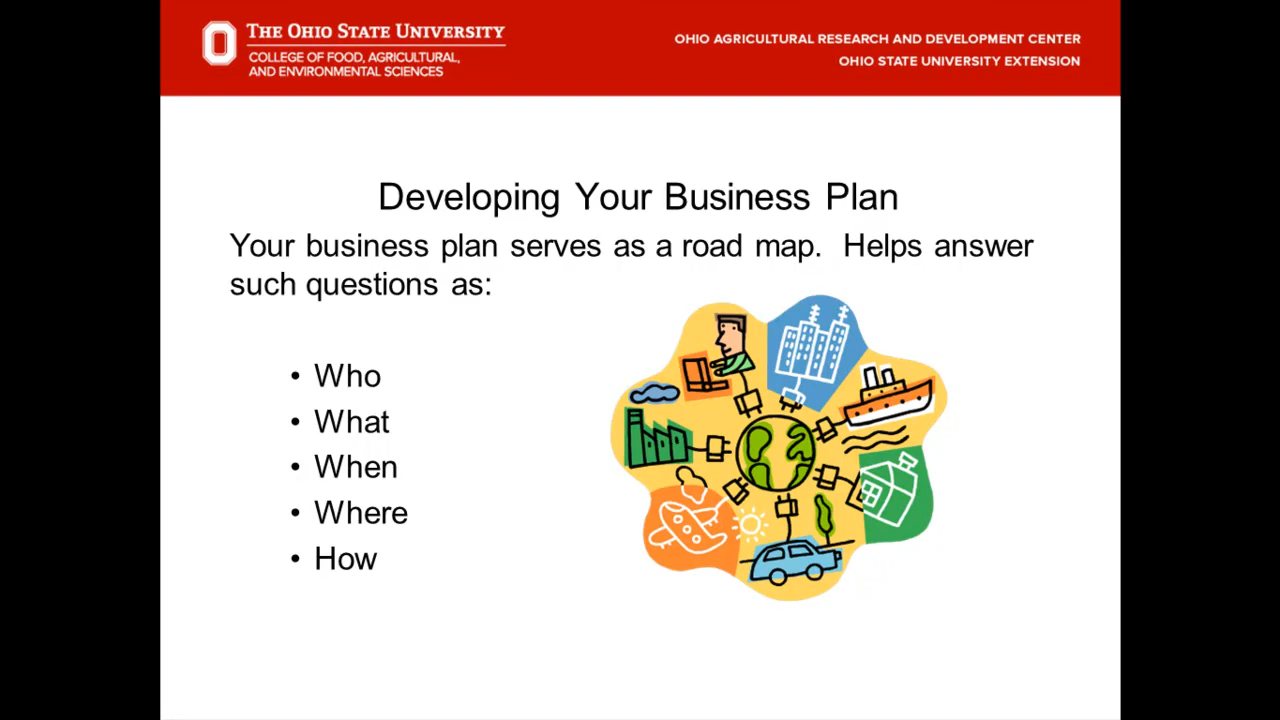 THE OHIO STATE UNIVERSITY
COLLEGE OF FOOD, AGRICULTURAL,
AND ENVIRONMENTAL SCIENCES
OHIO AGRICULTURAL RESEARCH AND DEVELOPMENT CENTER
OHIO STATE UNIVERSITY EXTENSION
Developing Your Business Plan
Your business plan serves as a road map.  Helps answer
such questions as:
• Who
• What
• When
• Where
• How